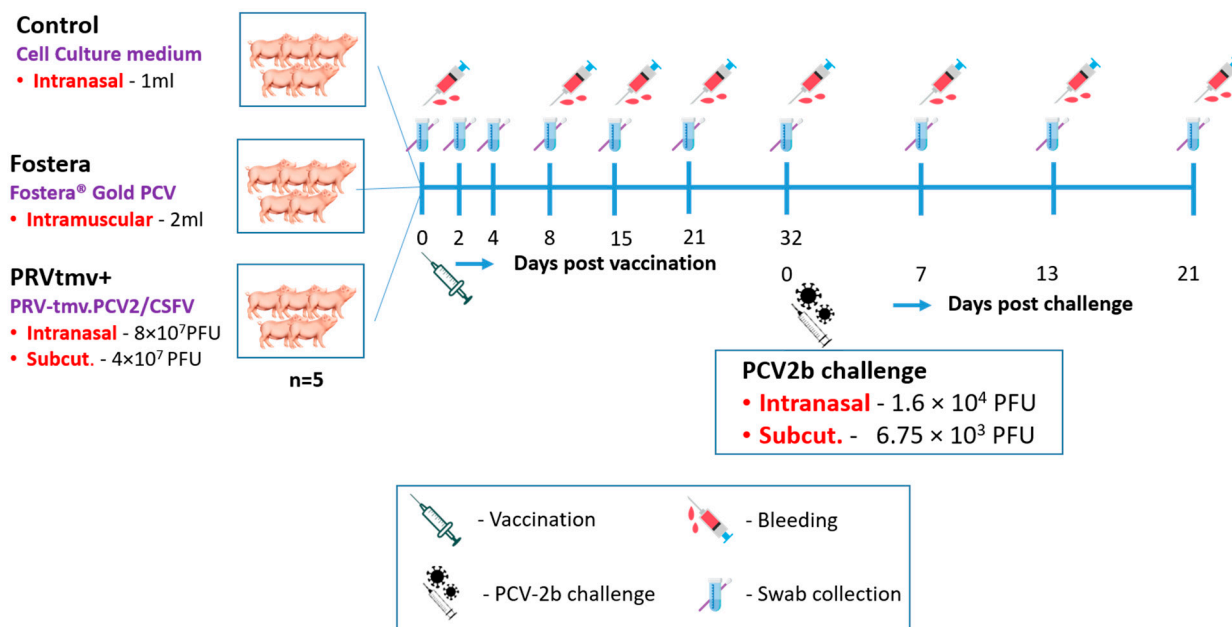 Control
Cell Culture medium
• Intranasal - 1ml
Fostera
Fostera® Gold PCV
• Intramuscular - 2ml
PRVtmv+
PRV-tmv.PCV2/CSFV
• Intranasal - 8×10⁷PFU
• Subcut. - 4×10⁷ PFU
n=5
0 2 4 8 15 21 32
Days post vaccination
0 7 13 21
Days post challenge
PCV2b challenge
• Intranasal - 1.6 × 10⁴ PFU
• Subcut. - 6.75 × 10³ PFU
- Vaccination
- Bleeding
- PCV-2b challenge
- Swab collection